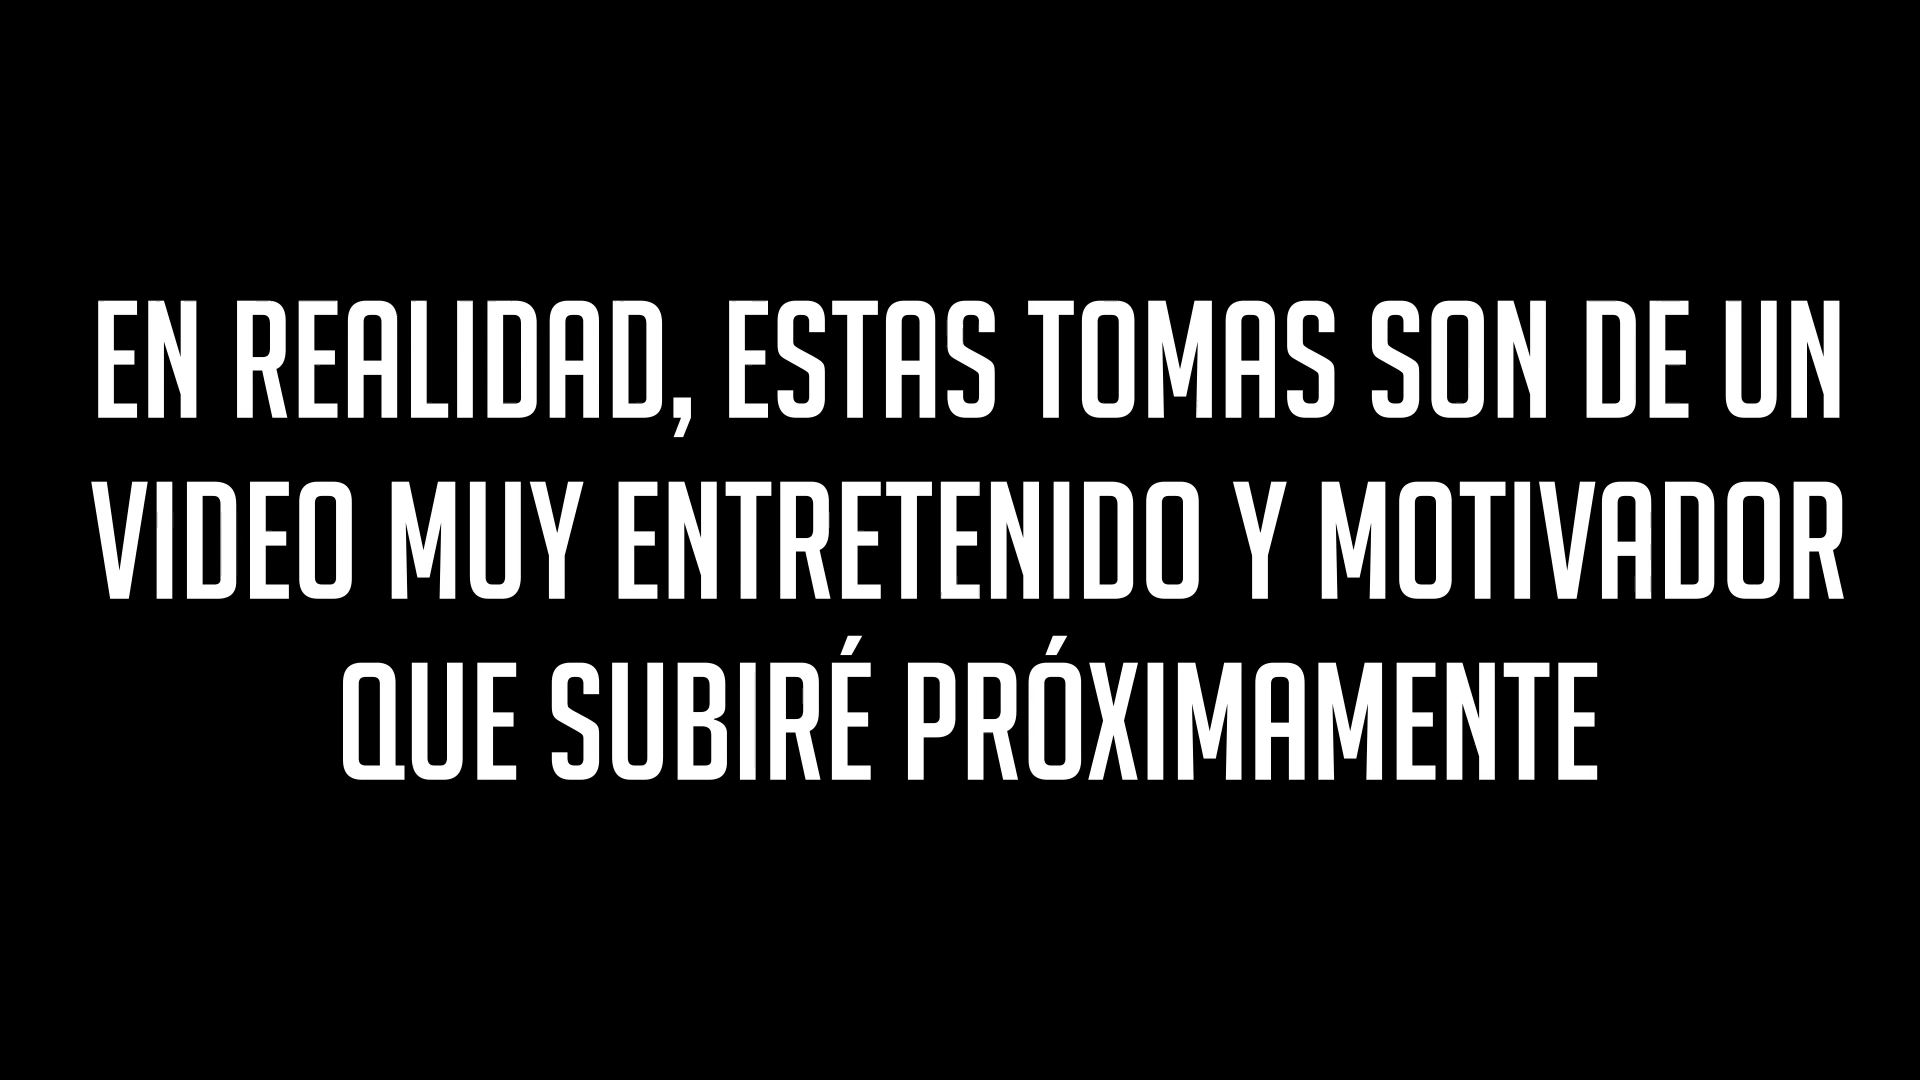 EN REALIDAD, ESTAS TOMAS SON DE UN
VIDEO MUY ENTRETENIDO Y MOTIVADOR
QUE SUBIRÉ PRÓXIMAMENTE